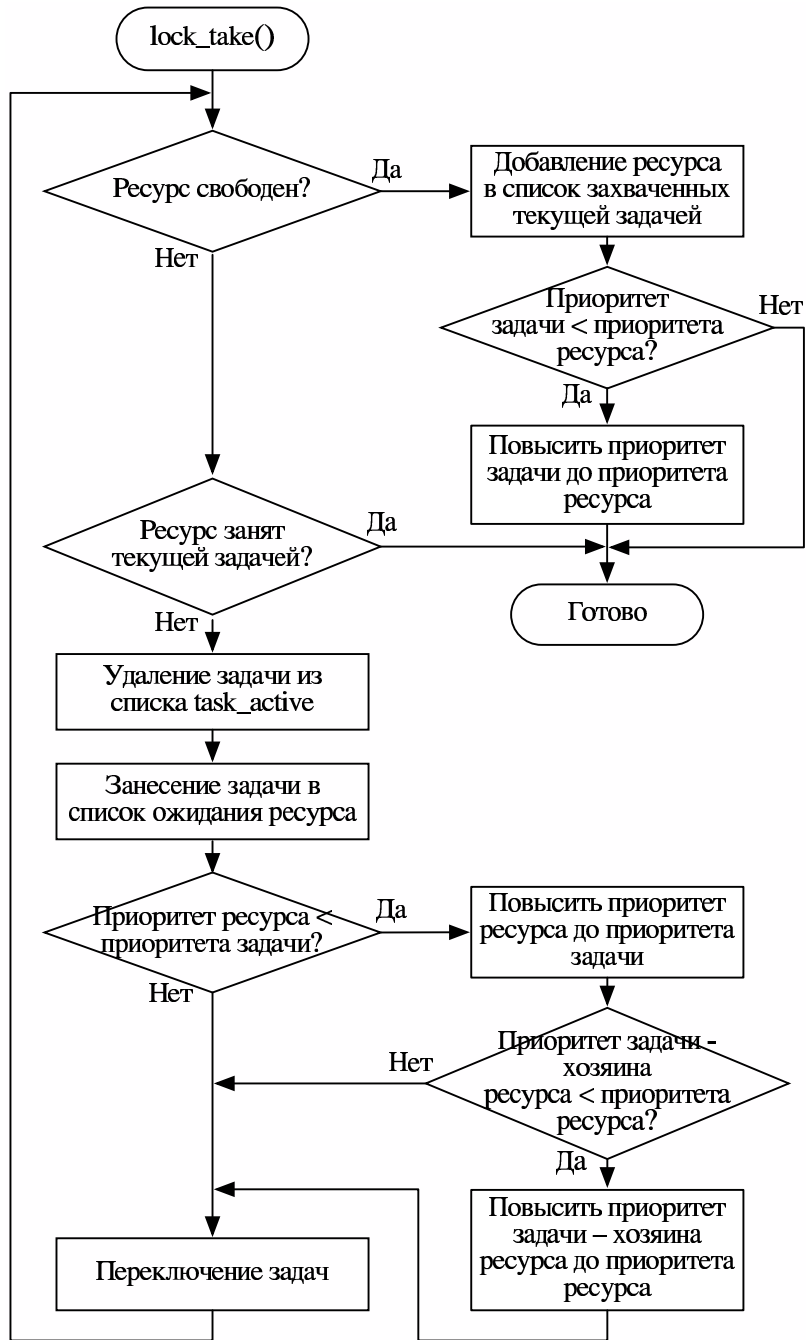 lock_take()
Ресурс свободен?
Да
Добавление ресурса
в список захваченных
текущей задачей
Нет
Приоритет
задачи < приоритета
ресурса?
Нет
Да
Повысить приоритет
задачи до приоритета
ресурса
Ресурс занят
текущей задачей?
Да
Готово
Нет
Удаление задачи из
списка task_active
Занесение задачи в
список ожидания ресурса
Приоритет ресурса <
приоритета задачи?
Да
Повысить приоритет
ресурса до приоритета
задачи
Нет
Приоритет задачи -
хозяина
ресурса < приоритета
ресурса?
Нет
Да
Повысить приоритет
задачи – хозяина
ресурса до приоритета
ресурса
Переключение задач